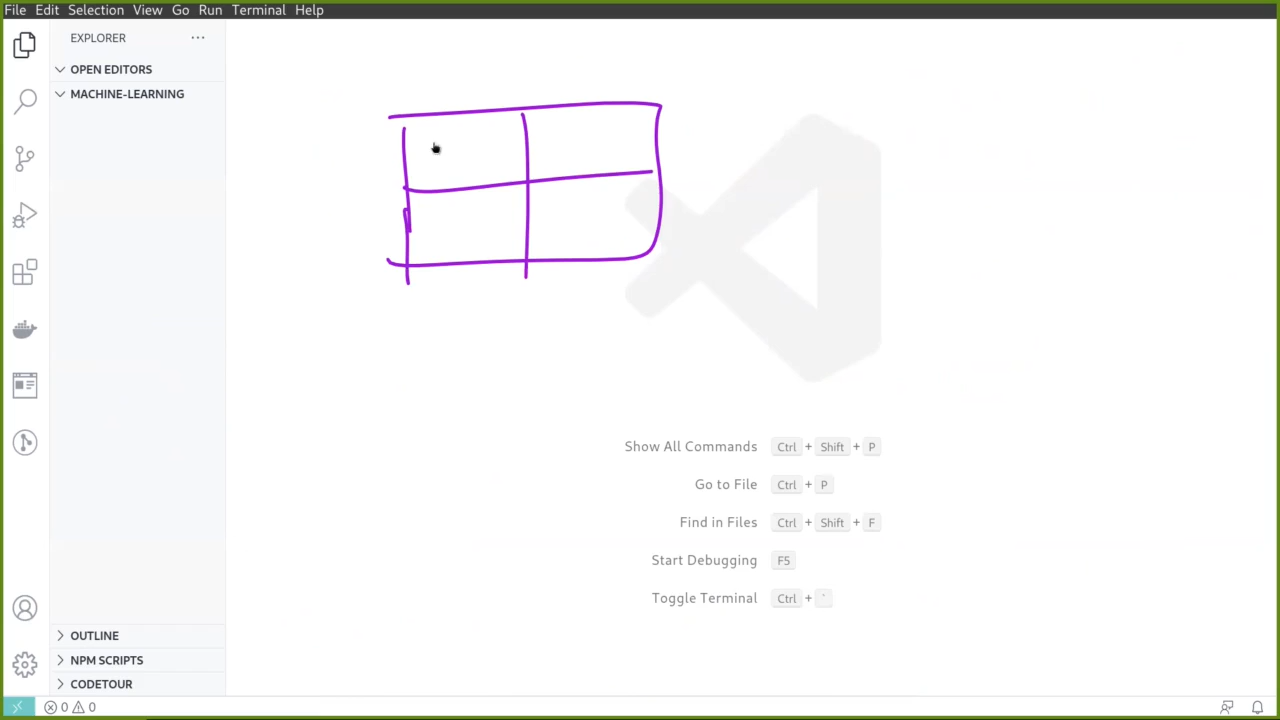 File Edit Selection View Go Run Terminal Help
EXPLORER ···
OPEN EDITORS
MACHINE-LEARNING
Show All Commands Ctrl + Shift + P
Go to File Ctrl + P
Find in Files Ctrl + Shift + F
Start Debugging F5
Toggle Terminal Ctrl + `
OUTLINE
NPM SCRIPTS
CODETOUR
0 0